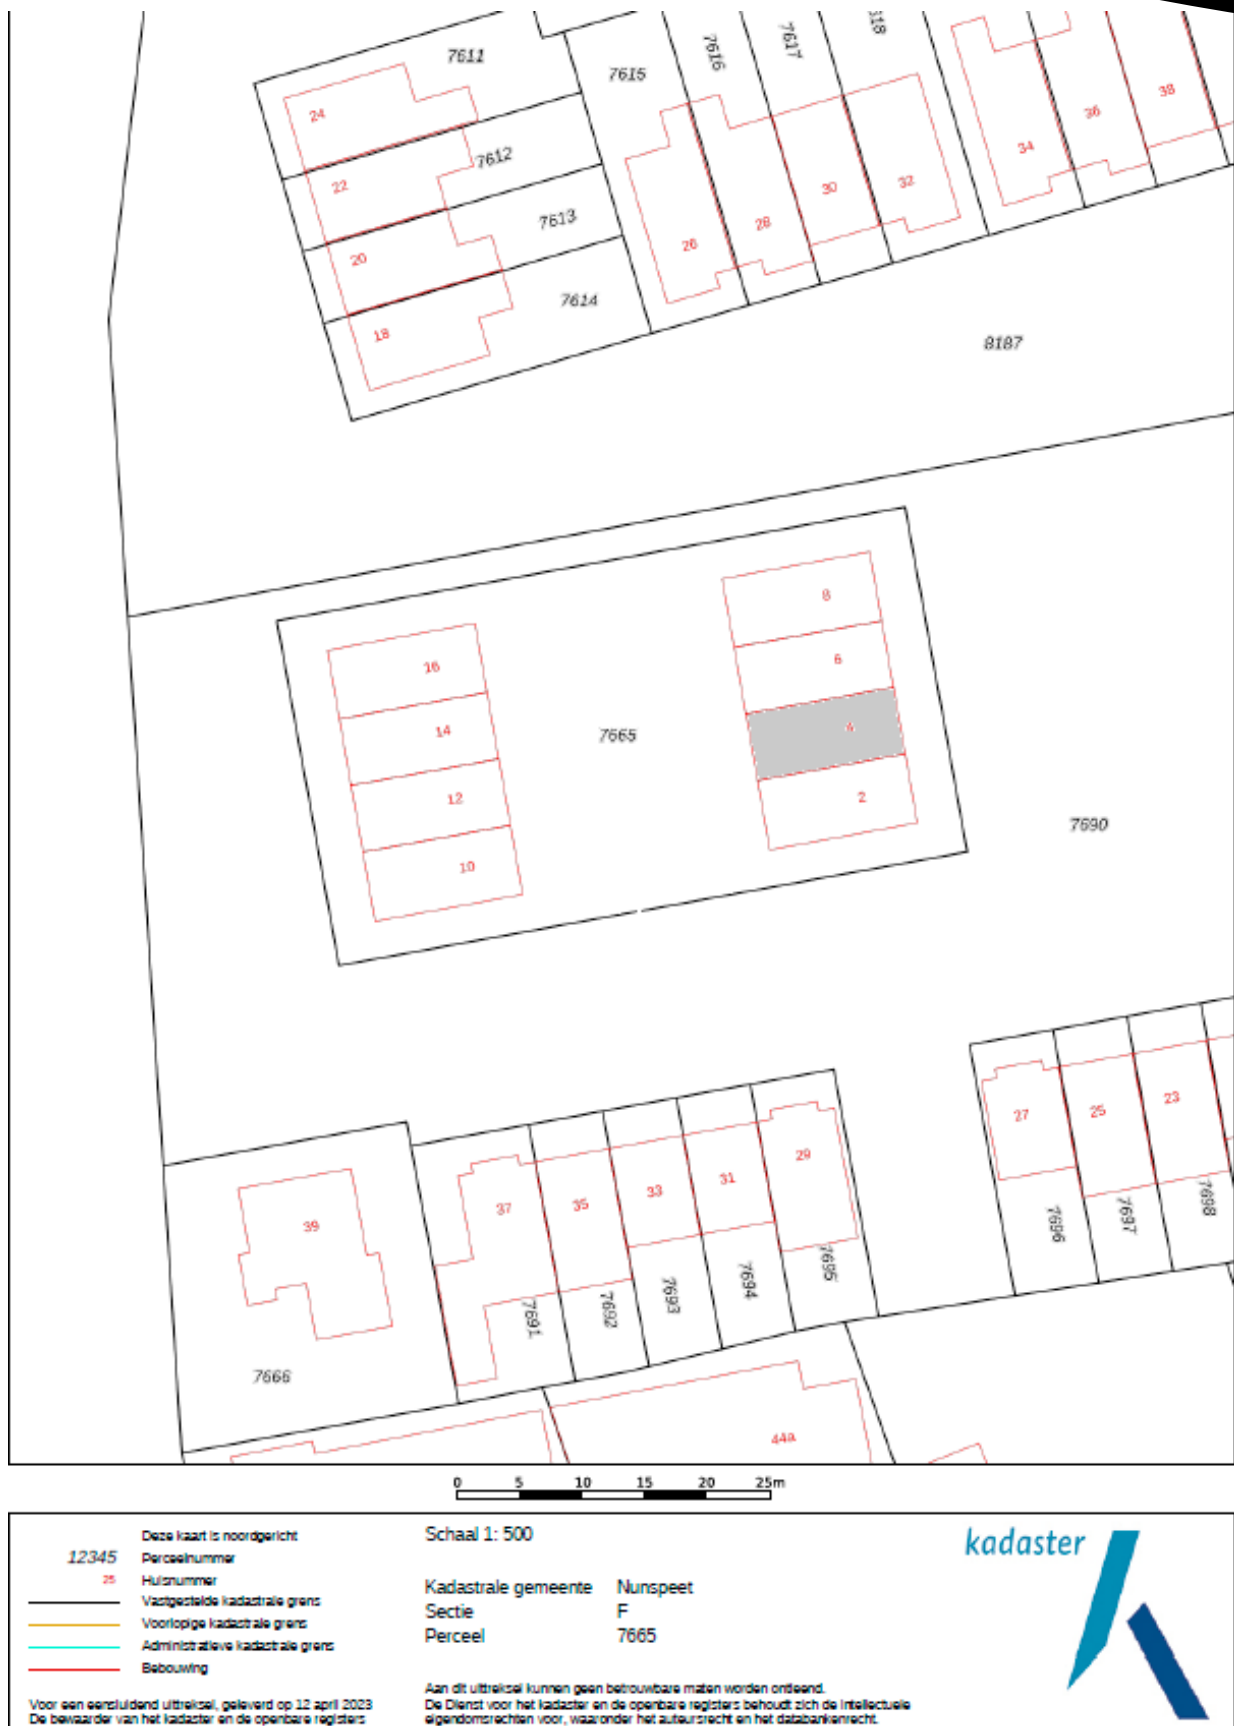 7611
7615
7616
7617
24
7612
22
7613
20
7614
18
26
28
30
32
34
36
38
8187
8
6
4
2
16
14
12
10
7665
7690
39
37
35
33
31
29
27
25
23
7691
7692
7693
7694
7695
7696
7697
7698
7666
44a
0 5 10 15 20 25m
Deze kaart is noordgericht
12345 Perceelnummer
25 Huisnummer
Vastgestelde kadastrale grens
Voorlopige kadastrale grens
Administratieve kadastrale grens
Bebouwing
Voor een eensluidend uittreksel, geleverd op 12 april 2023
De bewaarder van het kadaster en de openbare registers
Schaal 1: 500
Kadastrale gemeente Nunspeet
Sectie F
Perceel 7665
Aan dit uittreksel kunnen geen betrouwbare maten worden ontleend.
De Dienst voor het kadaster en de openbare registers behoudt zich de intellectuele
eigendomsrechten voor, waaronder het auteursrecht en het databankenrecht.
kadaster